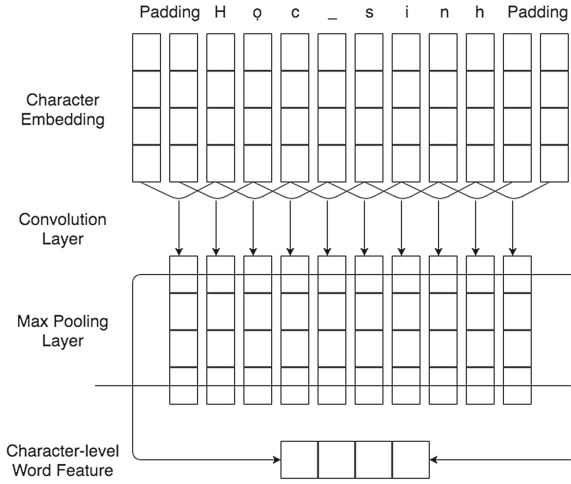 Padding H ọ c _ s i n h Padding
Character
Embedding
Convolution
Layer
Max Pooling
Layer
Character-level
Word Feature